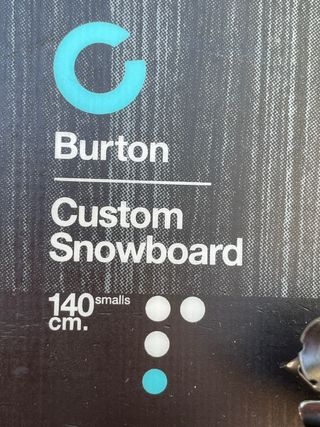 Burton
Custom
Snowboard
140 smalls
cm.